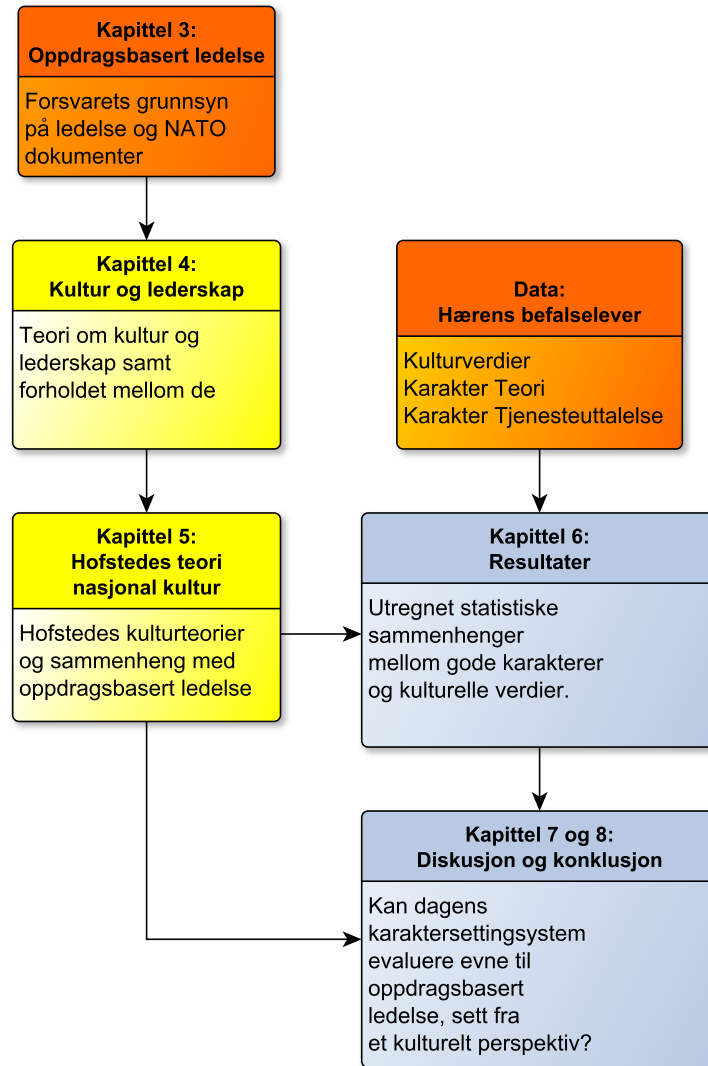 Kapittel 3:
Oppdragsbasert ledelse
Forsvarets grunnsyn
på ledelse og NATO
dokumenter
Kapittel 4:
Kultur og lederskap
Teori om kultur og
lederskap samt
forholdet mellom de
Data:
Hærens befalselever
Kulturverdier
Karakter Teori
Karakter Tjenesteuttalelse
Kapittel 5:
Hofstedes teori
nasjonal kultur
Hofstedes kulturteorier
og sammenheng med
oppdragsbasert ledelse
Kapittel 6:
Resultater
Utregnet statistiske
sammenhenger
mellom gode karakterer
og kulturelle verdier.
Kapittel 7 og 8:
Diskusjon og konklusjon
Kan dagens
karaktersettingsystem
evaluere evne til
oppdragsbasert
ledelse, sett fra
et kulturelt perspektiv?